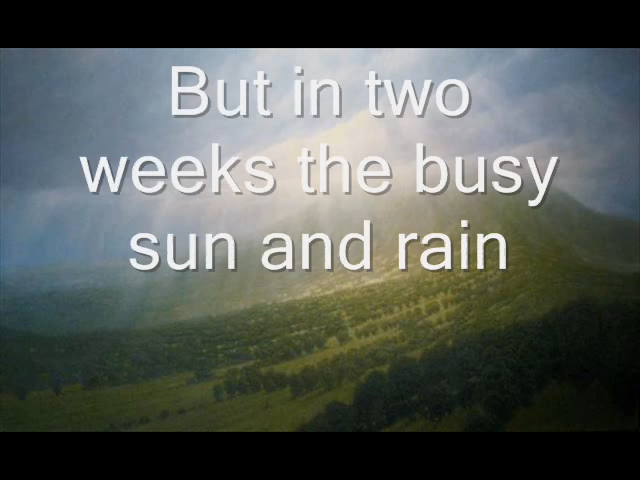 But in two
weeks the busy
sun and rain